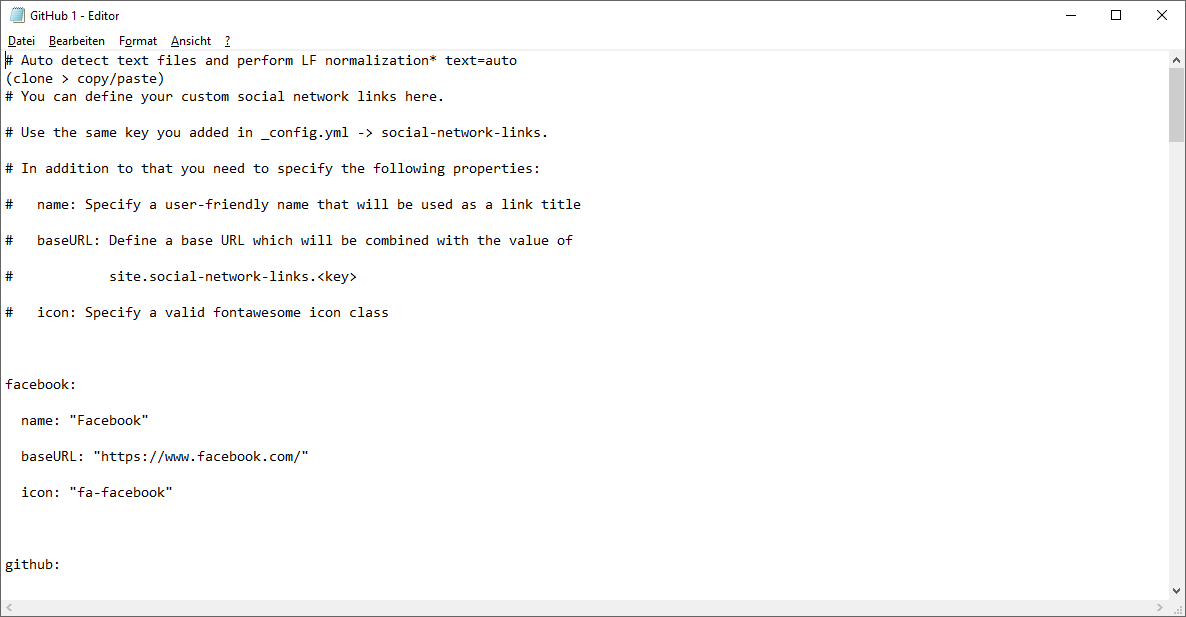 GitHub 1 - Editor
Datei Bearbeiten Format Ansicht ?
# Auto detect text files and perform LF normalization* text=auto
(clone > copy/paste)
# You can define your custom social network links here.
# Use the same key you added in _config.yml -> social-network-links.
# In addition to that you need to specify the following properties:
#   name: Specify a user-friendly name that will be used as a link title
#   baseURL: Define a base URL which will be combined with the value of
#            site.social-network-links.<key>
#   icon: Specify a valid fontawesome icon class
facebook:
  name: "Facebook"
  baseURL: "https://www.facebook.com/"
  icon: "fa-facebook"
github: